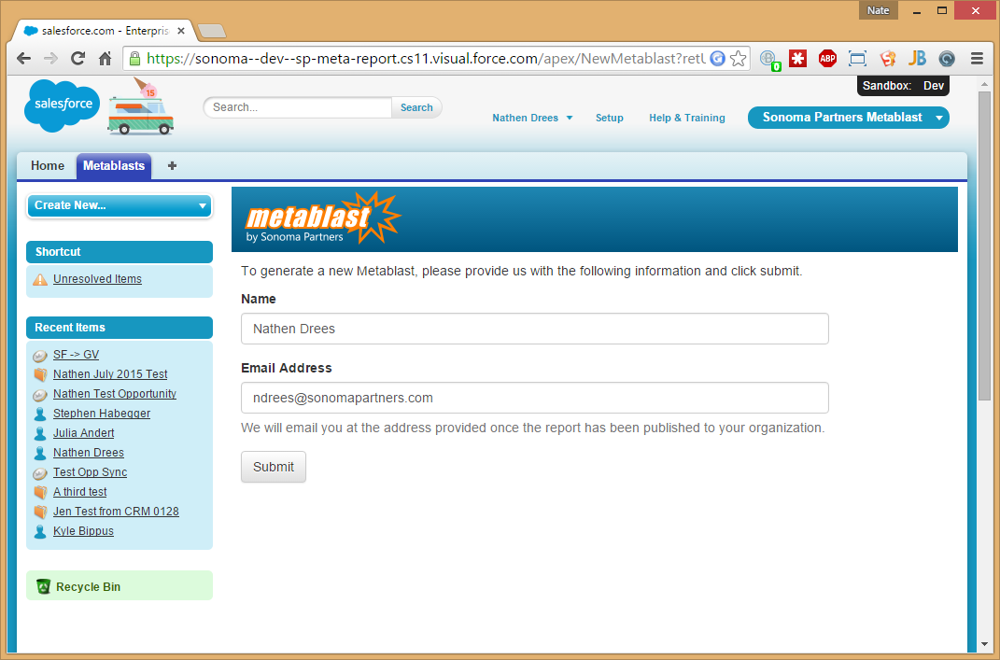 Nate
salesforce.com - Enterpris
https://sonoma--dev--sp-meta-report.cs11.visual.force.com/apex/NewMetablast?retU
ABP
JB
0
salesforce
15
Search...
Search
Nathen Drees
Setup
Help & Training
Sandbox: Dev
Sonoma Partners Metablast
Home
Metablasts
Create New...
Shortcut
Unresolved Items
Recent Items
SF -> GV
Nathen July 2015 Test
Nathen Test Opportunity
Stephen Habegger
Julia Andert
Nathen Drees
Test Opp Sync
A third test
Jen Test from CRM 0128
Kyle Bippus
Recycle Bin
metablast
by Sonoma Partners
To generate a new Metablast, please provide us with the following information and click submit.
Name
Nathen Drees
Email Address
ndrees@sonomapartners.com
We will email you at the address provided once the report has been published to your organization.
Submit